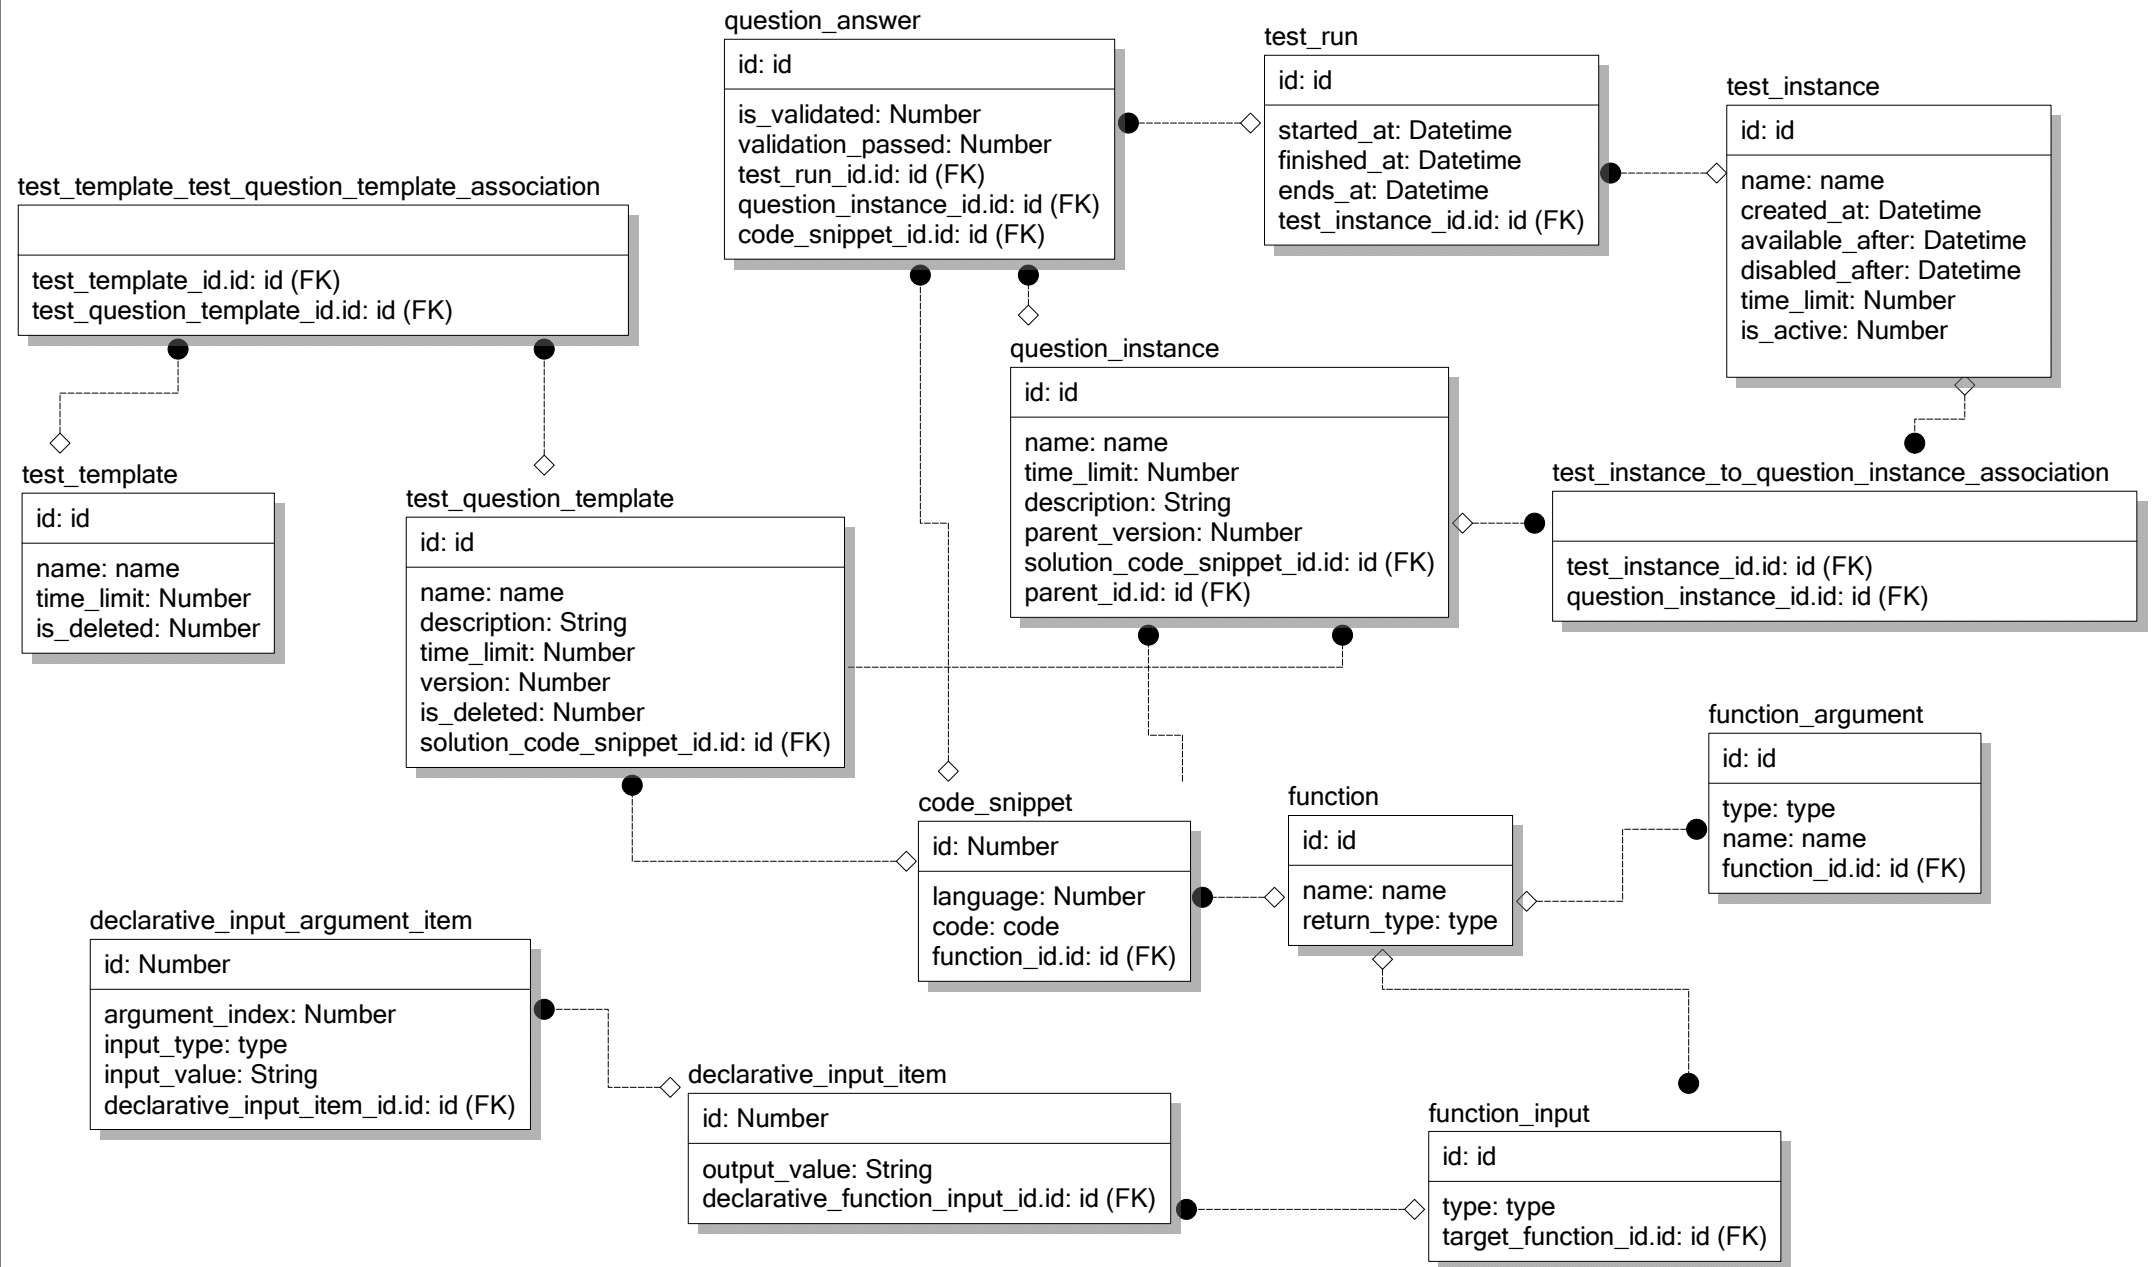 question_answer
id: id
is_validated: Number
validation_passed: Number
test_run_id.id: id (FK)
question_instance_id.id: id (FK)
code_snippet_id.id: id (FK)
test_run
id: id
started_at: Datetime
finished_at: Datetime
ends_at: Datetime
test_instance_id.id: id (FK)
test_instance
id: id
name: name
created_at: Datetime
available_after: Datetime
disabled_after: Datetime
time_limit: Number
is_active: Number
test_template_test_question_template_association
test_template_id.id: id (FK)
test_question_template_id.id: id (FK)
question_instance
id: id
name: name
time_limit: Number
description: String
parent_version: Number
solution_code_snippet_id.id: id (FK)
parent_id.id: id (FK)
test_instance_to_question_instance_association
test_instance_id.id: id (FK)
question_instance_id.id: id (FK)
test_template
id: id
name: name
time_limit: Number
is_deleted: Number
test_question_template
id: id
name: name
description: String
time_limit: Number
version: Number
is_deleted: Number
solution_code_snippet_id.id: id (FK)
function_argument
id: id
type: type
name: name
function_id.id: id (FK)
code_snippet
id: Number
language: Number
code: code
function_id.id: id (FK)
function
id: id
name: name
return_type: type
declarative_input_argument_item
id: Number
argument_index: Number
input_type: type
input_value: String
declarative_input_item_id.id: id (FK)
declarative_input_item
id: Number
output_value: String
declarative_function_input_id.id: id (FK)
function_input
id: id
type: type
target_function_id.id: id (FK)